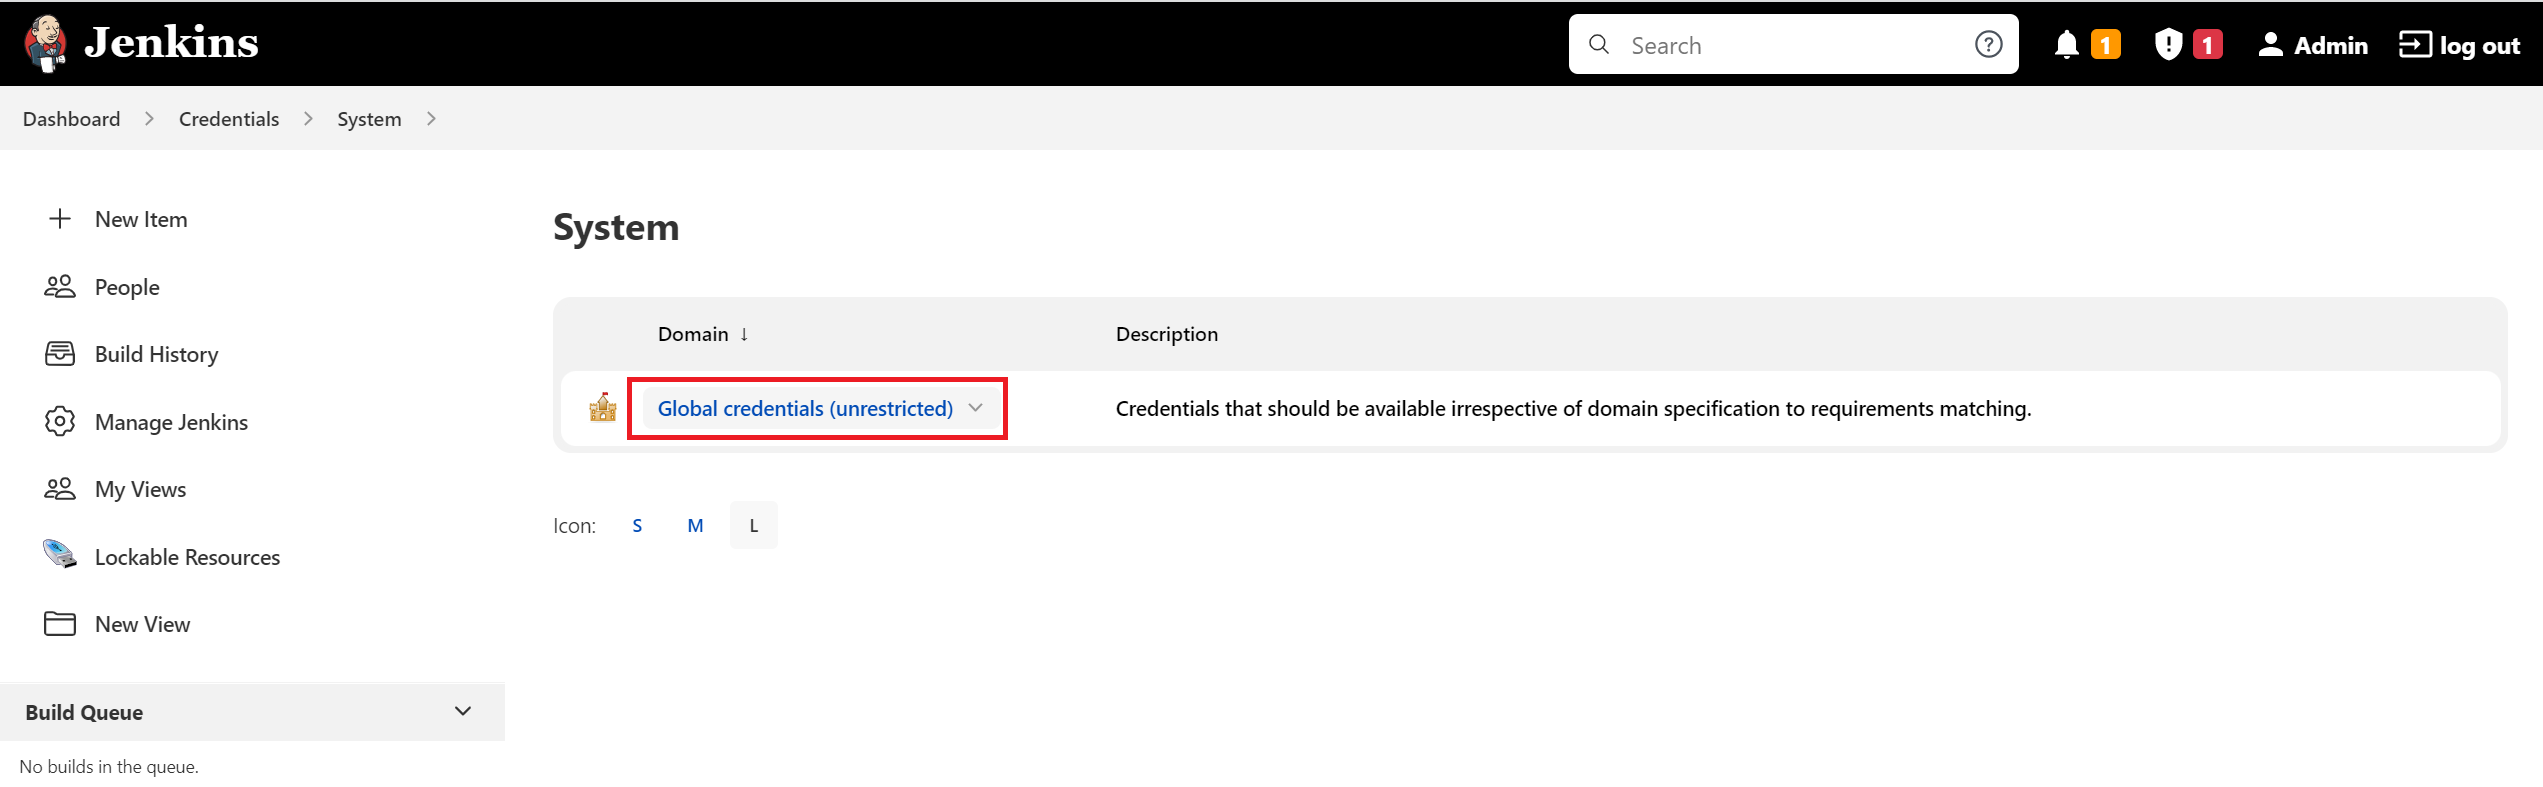 Jenkins
Search
1
1
Admin
log out
Dashboard
Credentials
System
New Item
People
Build History
Manage Jenkins
My Views
Lockable Resources
New View
Build Queue
No builds in the queue.
System
Domain ↓
Description
Global credentials (unrestricted)
Credentials that should be available irrespective of domain specification to requirements matching.
Icon: S M L